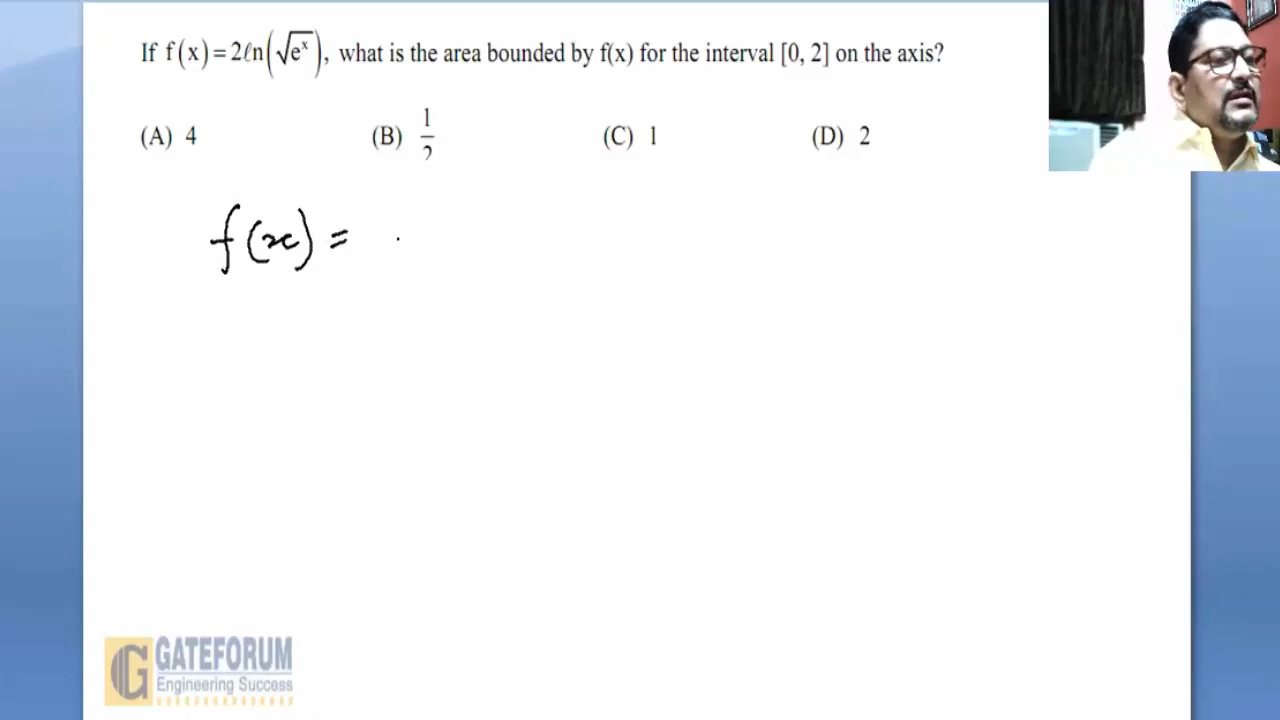 If f(x)=2ℓn(√eˣ), what is the area bounded by f(x) for the interval [0, 2] on the axis?
(A) 4 (B) 1/2 (C) 1 (D) 2
f(x) =
GATEFORUM
Engineering Success